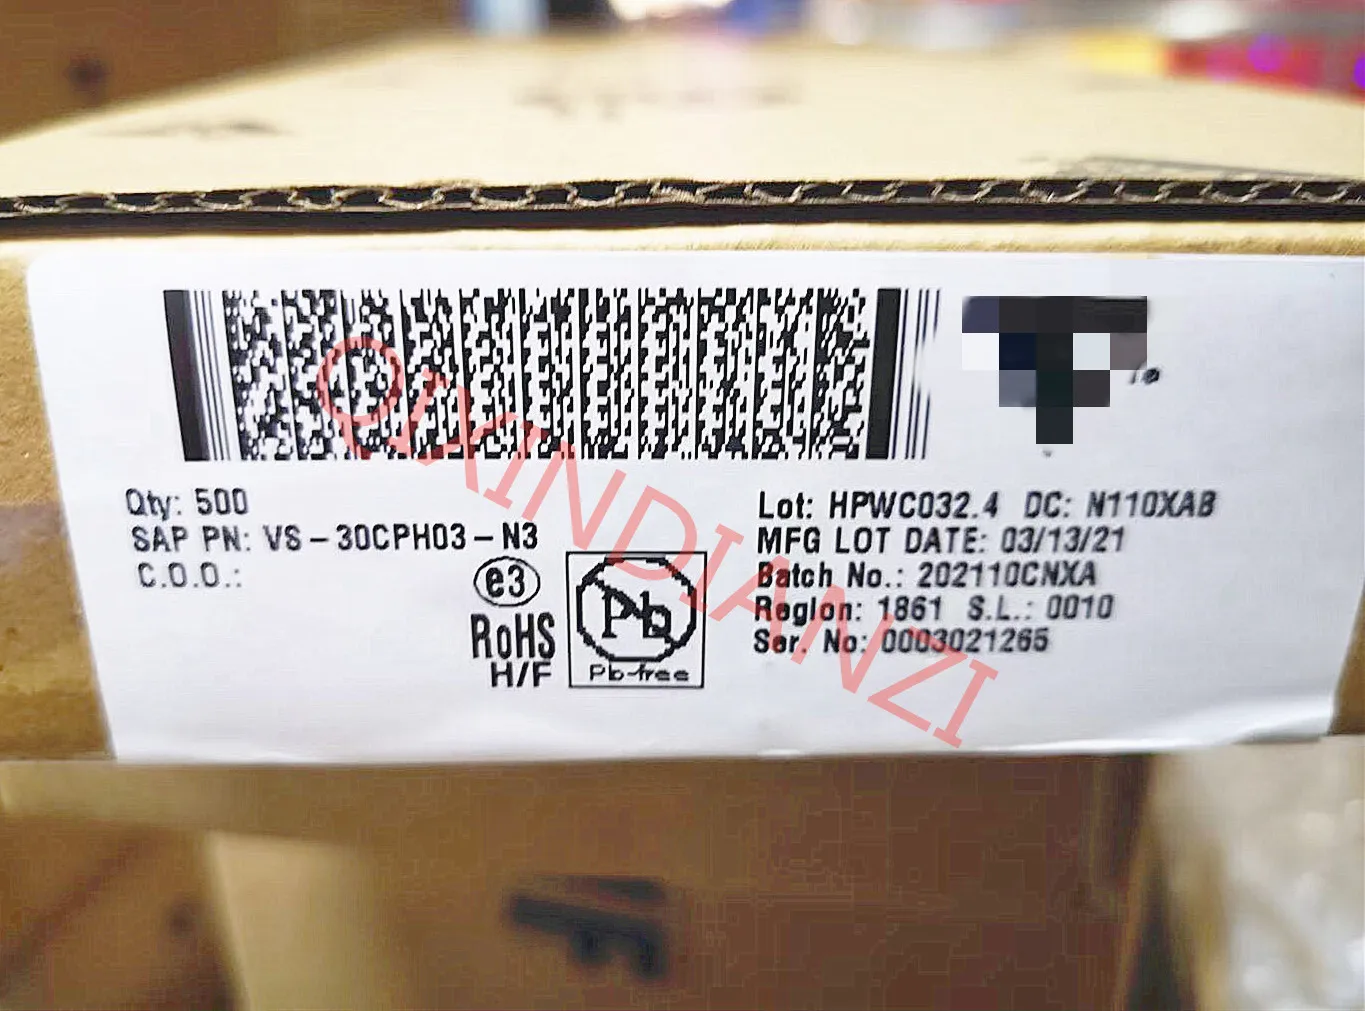 Qty: 500
SAP PN: VS-30CPH03-N3
C.O.O.:
e3
RoHS
H/F
Pb
Pb-free
Lot: HPWC032.4 DC: N110XAB
MFG LOT DATE: 03/13/21
Batch No.: 202110CNXA
Region: 1861 S.L.: 0010
Ser. No: 0003021265
QIXINDIANZI